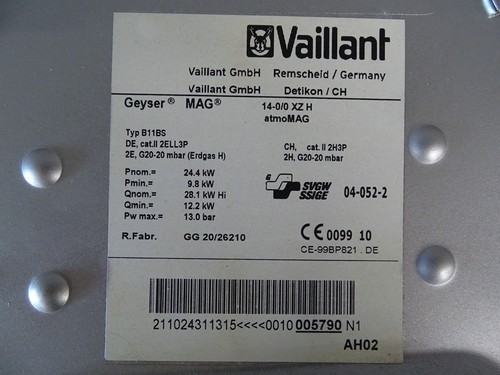 Vaillant
Vaillant GmbH Remscheid / Germany
Vaillant GmbH Detikon / CH
Geyser® MAG® 14-0/0 XZ H
atmoMAG
Typ B11BS
DE, cat.II 2ELL3P CH, cat. II 2H3P
2E, G20-20 mbar (Erdgas H) 2H, G20-20 mbar
Pnom.= 24.4 kW
Pmin.= 9.8 kW
Qnom.= 28.1 kW Hi
Qmin.= 12.2 kW
Pw max.= 13.0 bar
G SVGW
SSIGE 04-052-2
R.Fabr. GG 20/26210
CE 0099 10
CE-99BP821 . DE
211024311315<<<<0010 005790 N1
AH02